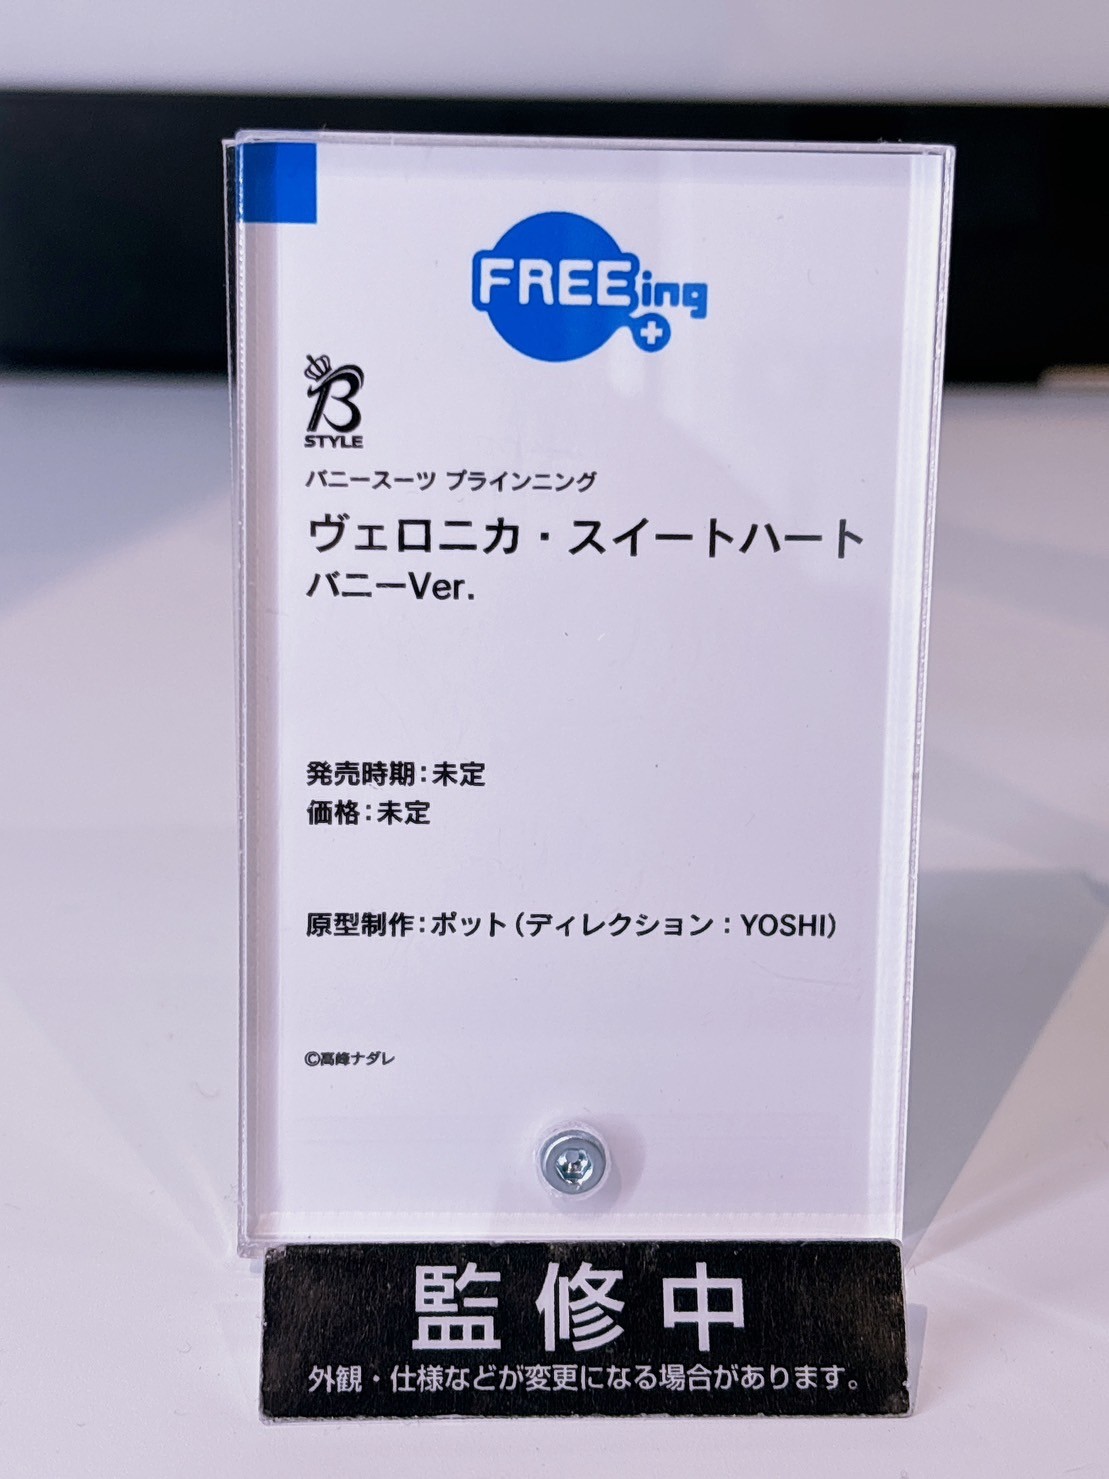 FREEing
B
STYLE
バニースーツ プラインニング
ヴェロニカ・スイートハート
バニーVer.
発売時期：未定
価格：未定
原型制作：ポット（ディレクション：YOSHI）
©高峰ナダレ
監修中
外観・仕様などが変更になる場合があります。